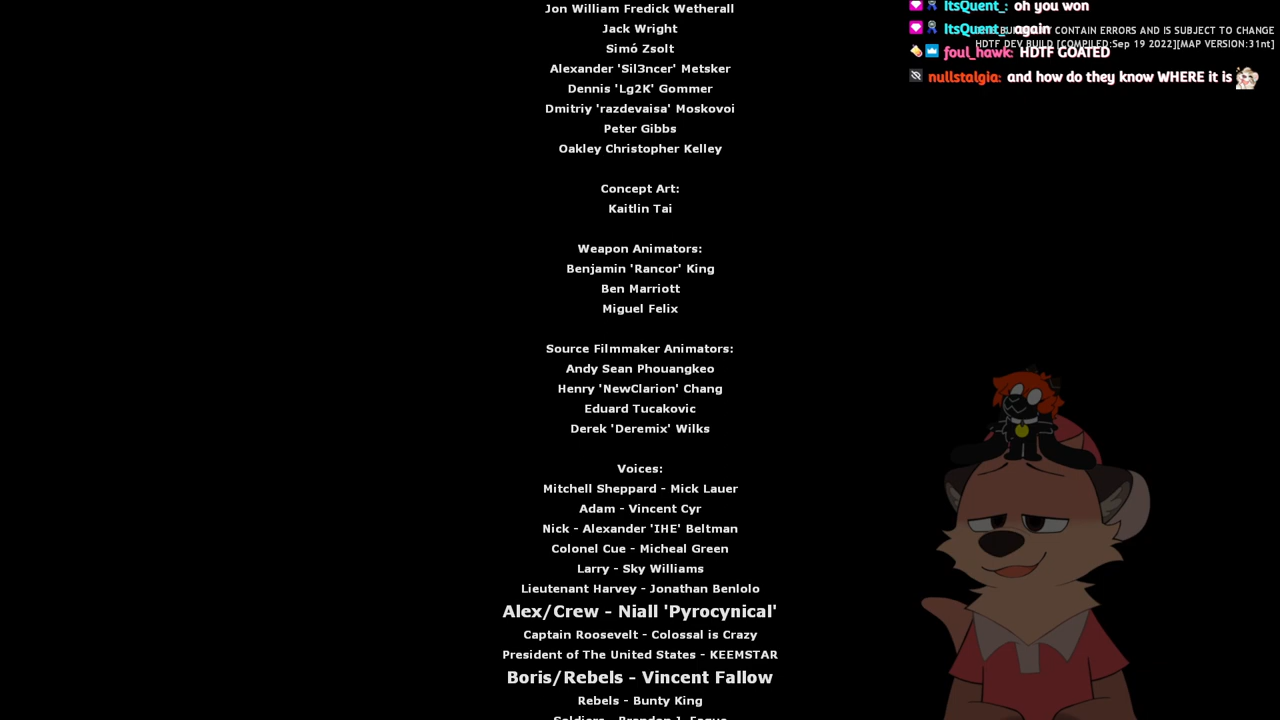 Jon William Fredick Wetherall
Jack Wright
Simó Zsolt
Alexander 'Sil3ncer' Metsker
Dennis 'Lg2K' Gommer
Dmitriy 'razdevaisa' Moskovoi
Peter Gibbs
Oakley Christopher Kelley
Concept Art:
Kaitlin Tai
Weapon Animators:
Benjamin 'Rancor' King
Ben Marriott
Miguel Felix
Source Filmmaker Animators:
Andy Sean Phouangkeo
Henry 'NewClarion' Chang
Eduard Tucakovic
Derek 'Deremix' Wilks
Voices:
Mitchell Sheppard - Mick Lauer
Adam - Vincent Cyr
Nick - Alexander 'IHE' Beltman
Colonel Cue - Micheal Green
Larry - Sky Williams
Lieutenant Harvey - Jonathan Benlolo
Alex/Crew - Niall 'Pyrocynical'
Captain Roosevelt - Colossal is Crazy
President of The United States - KEEMSTAR
Boris/Rebels - Vincent Fallow
Rebels - Bunty King
ItsQuent_: oh you won
ItsQuent_: again
CONTAIN ERRORS AND IS SUBJECT TO CHANGE
HDTF DEV BUILD [COMPILED:Sep 19 2022][MAP VERSION:31nt]
foul_hawk: HDTF GOATED
nullstalgia: and how do they know WHERE it is